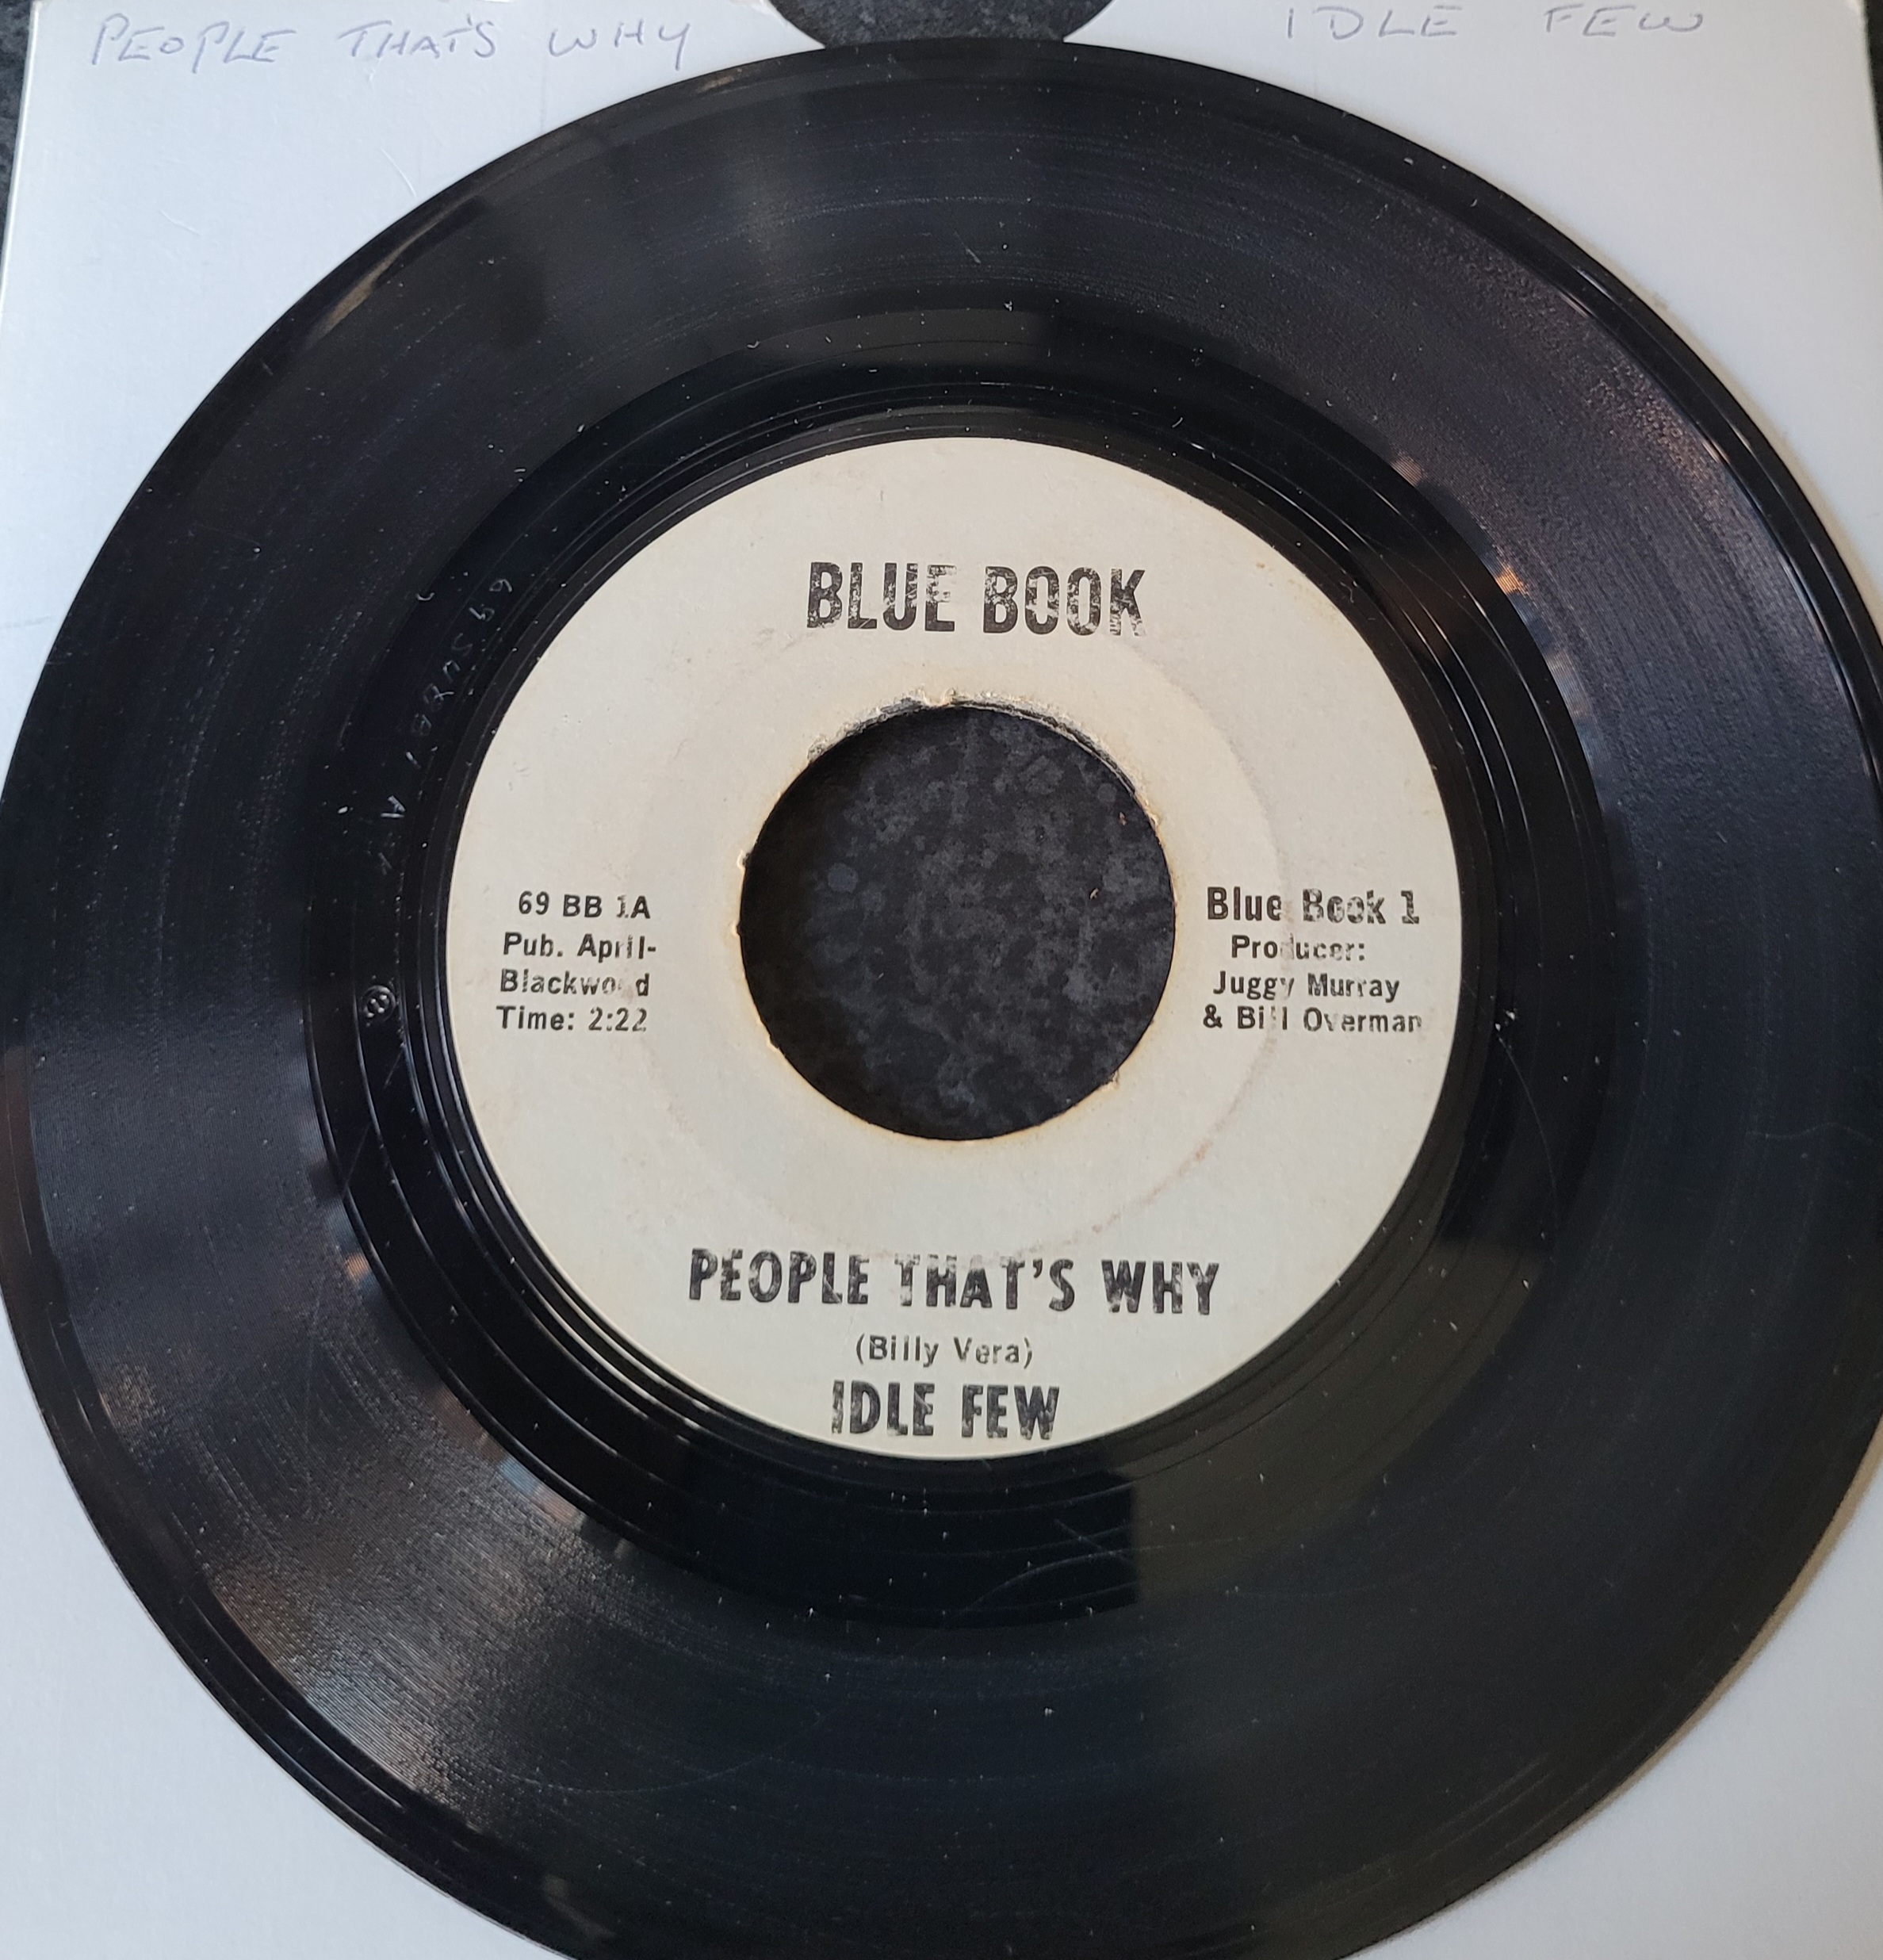 PEOPLE THAT'S WHY
IDLE FEW
BLUE BOOK
69 BB 1A
Pub. April-
Blackwood
Time: 2:22
Blue Book 1
Producer:
Juggy Murray
& Bill Overman
PEOPLE THAT'S WHY
(Billy Vera)
IDLE FEW